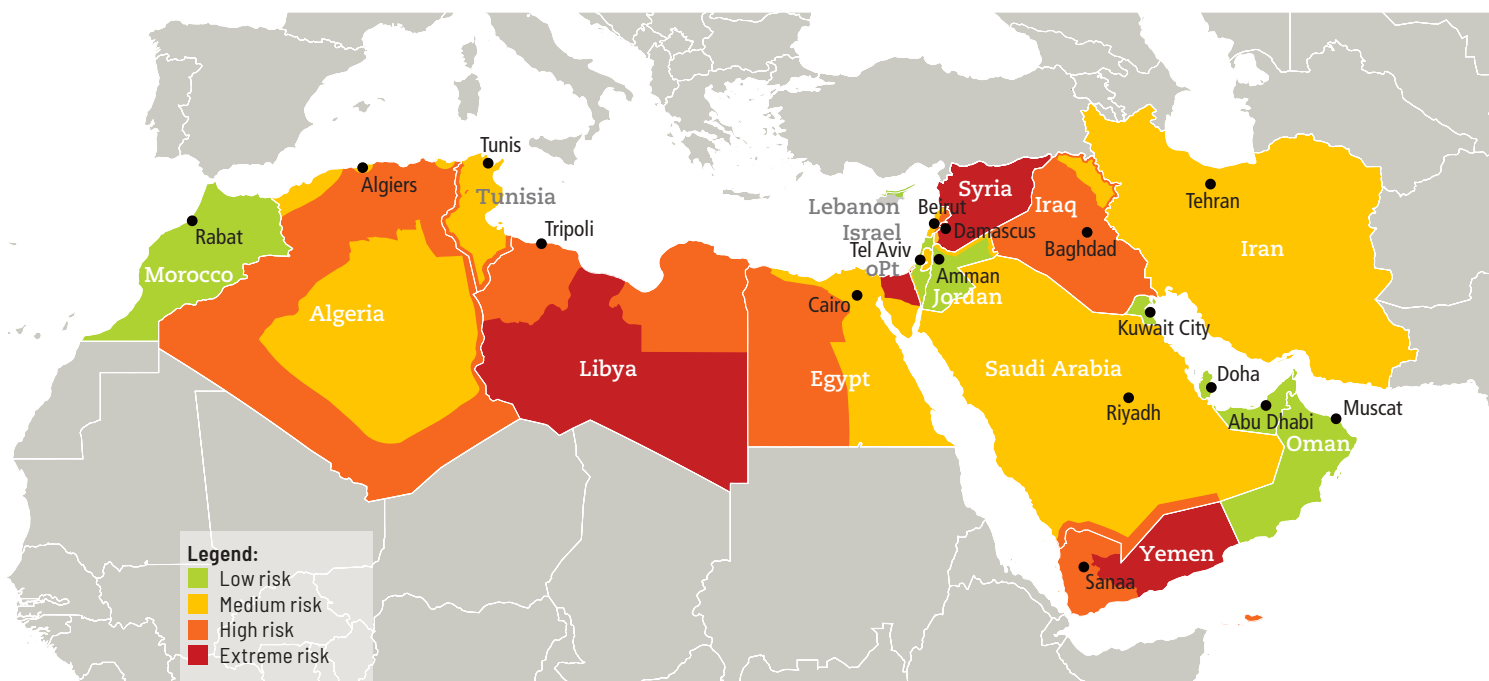 Tunis
Algiers
Tunisia
Syria
Tehran
Lebanon
Beirut
Iraq
Rabat
Tripoli
Israel
Damascus
Baghdad
Iran
Tel Aviv
Morocco
oPt
Amman
Jordan
Algeria
Cairo
Kuwait City
Libya
Egypt
Saudi Arabia
Doha
Riyadh
Abu Dhabi
Muscat
Oman
Yemen
Sanaa
Legend:
Low risk
Medium risk
High risk
Extreme risk